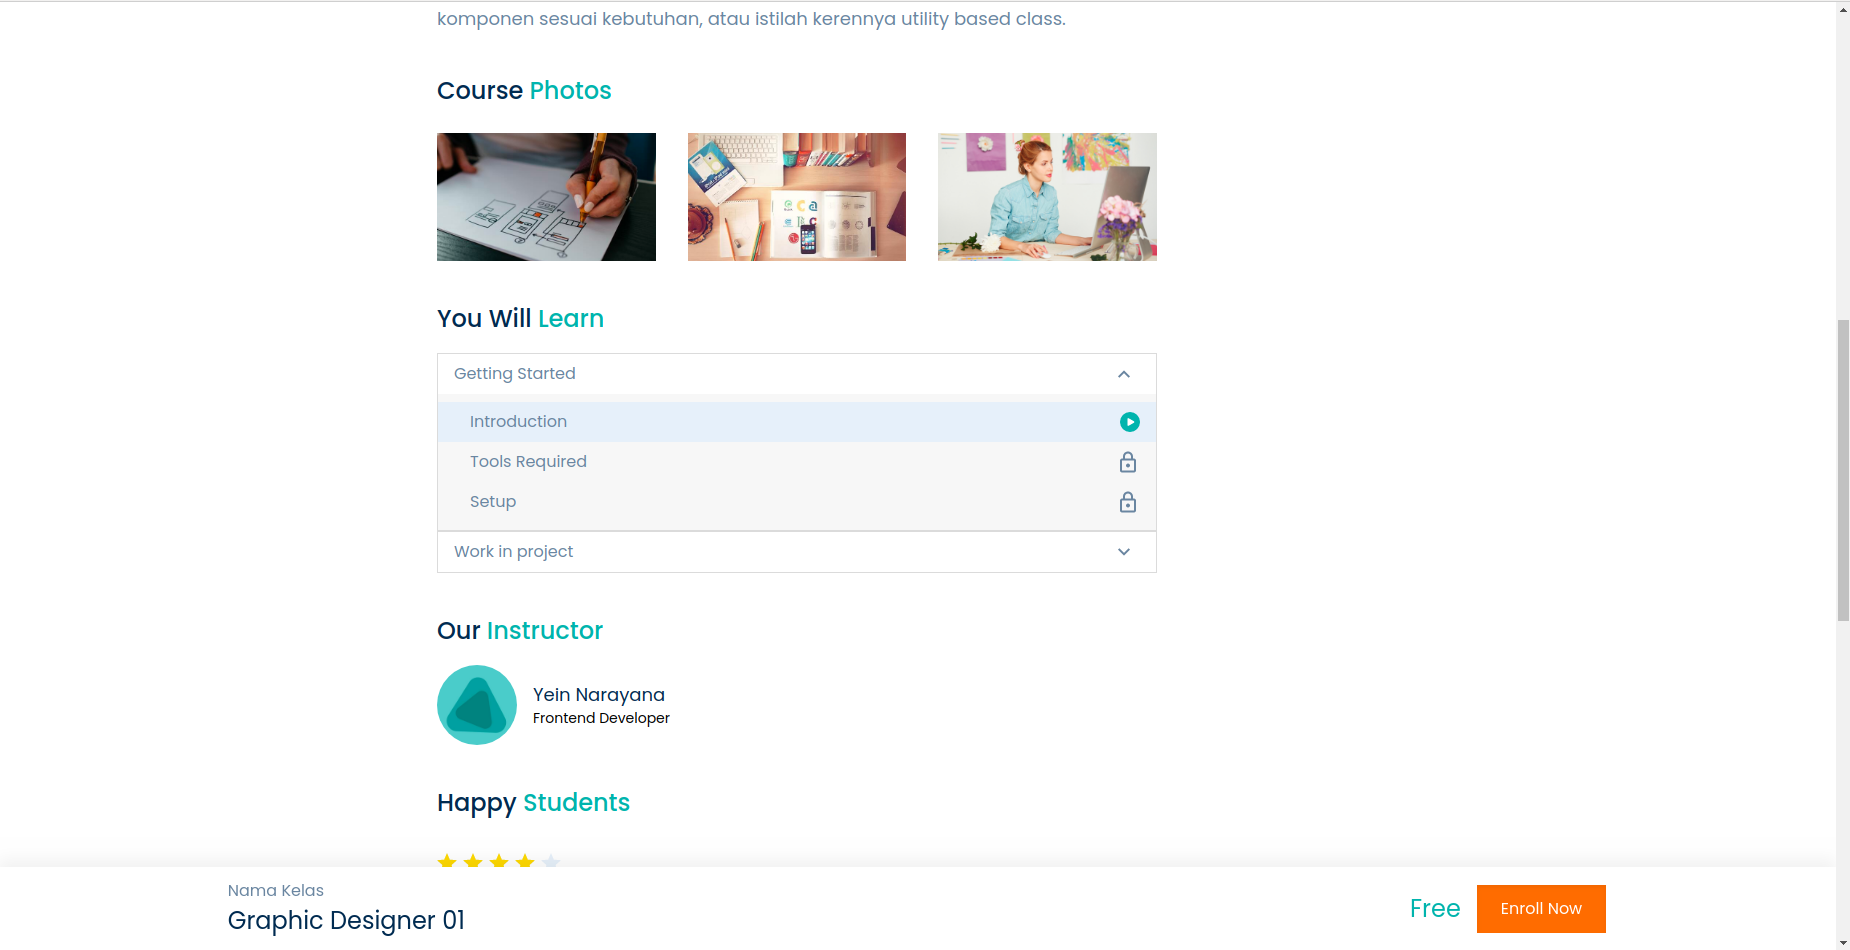 komponen sesuai kebutuhan, atau istilah kerennya utility based class.
Course Photos
You Will Learn
Getting Started
Introduction
Tools Required
Setup
Work in project
Our Instructor
Yein Narayana
Frontend Developer
Happy Students
Nama Kelas
Graphic Designer 01
Free
Enroll Now